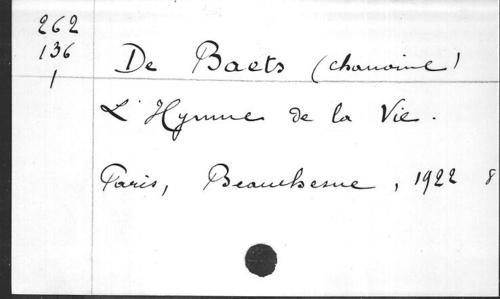 262
136
1
De Baets (chanoine)
L'Hymne de la Vie.
Paris, Beauchesne, 1922 8